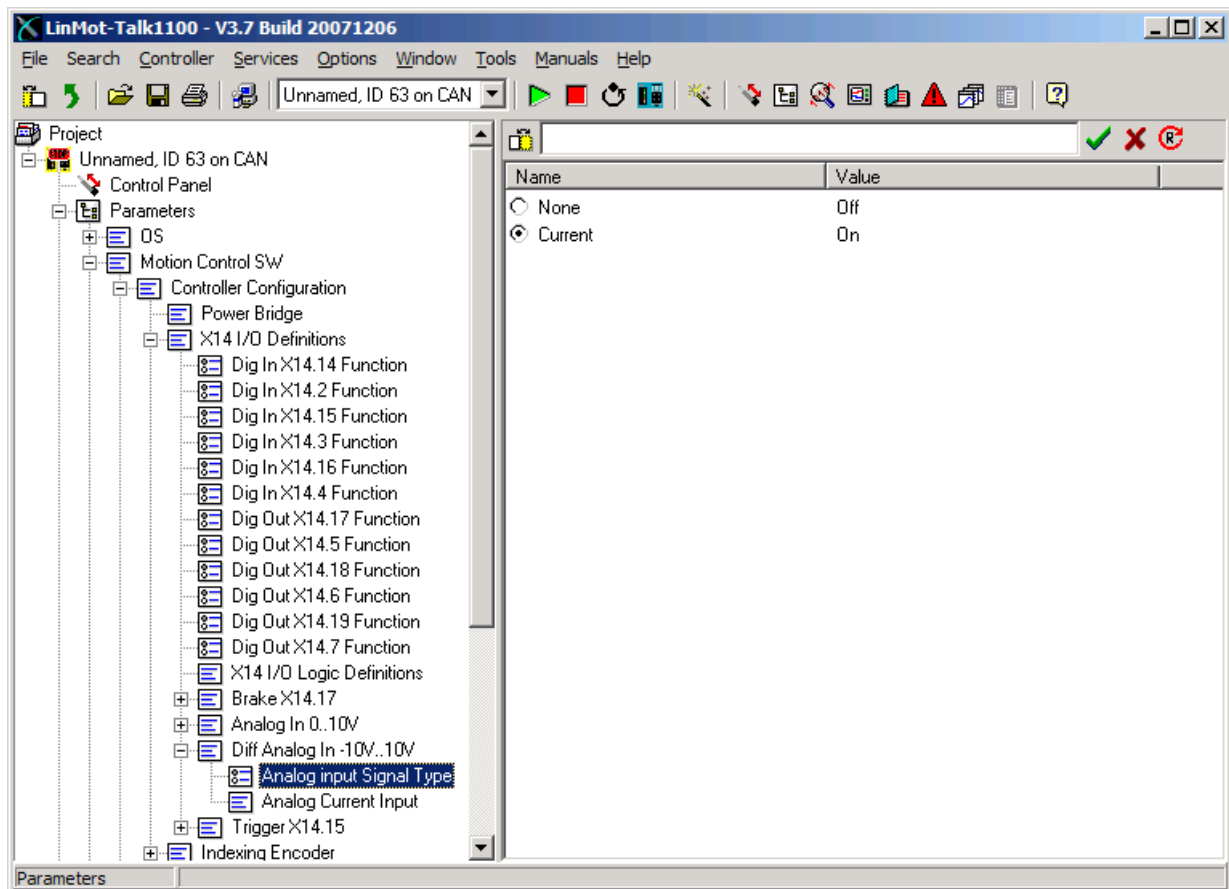 LinMot-Talk1100 - V3.7 Build 20071206
File Search Controller Services Options Window Tools Manuals Help
Unnamed, ID 63 on CAN
Project
Unnamed, ID 63 on CAN
Control Panel
Parameters
OS
Motion Control SW
Controller Configuration
Power Bridge
X14 I/O Definitions
Dig In X14.14 Function
Dig In X14.2 Function
Dig In X14.15 Function
Dig In X14.3 Function
Dig In X14.16 Function
Dig In X14.4 Function
Dig Out X14.17 Function
Dig Out X14.5 Function
Dig Out X14.18 Function
Dig Out X14.6 Function
Dig Out X14.19 Function
Dig Out X14.7 Function
X14 I/O Logic Definitions
Brake X14.17
Analog In 0..10V
Diff Analog In -10V..10V
Analog input Signal Type
Analog Current Input
Trigger X14.15
Indexing Encoder
Name Value
None Off
Current On
Parameters